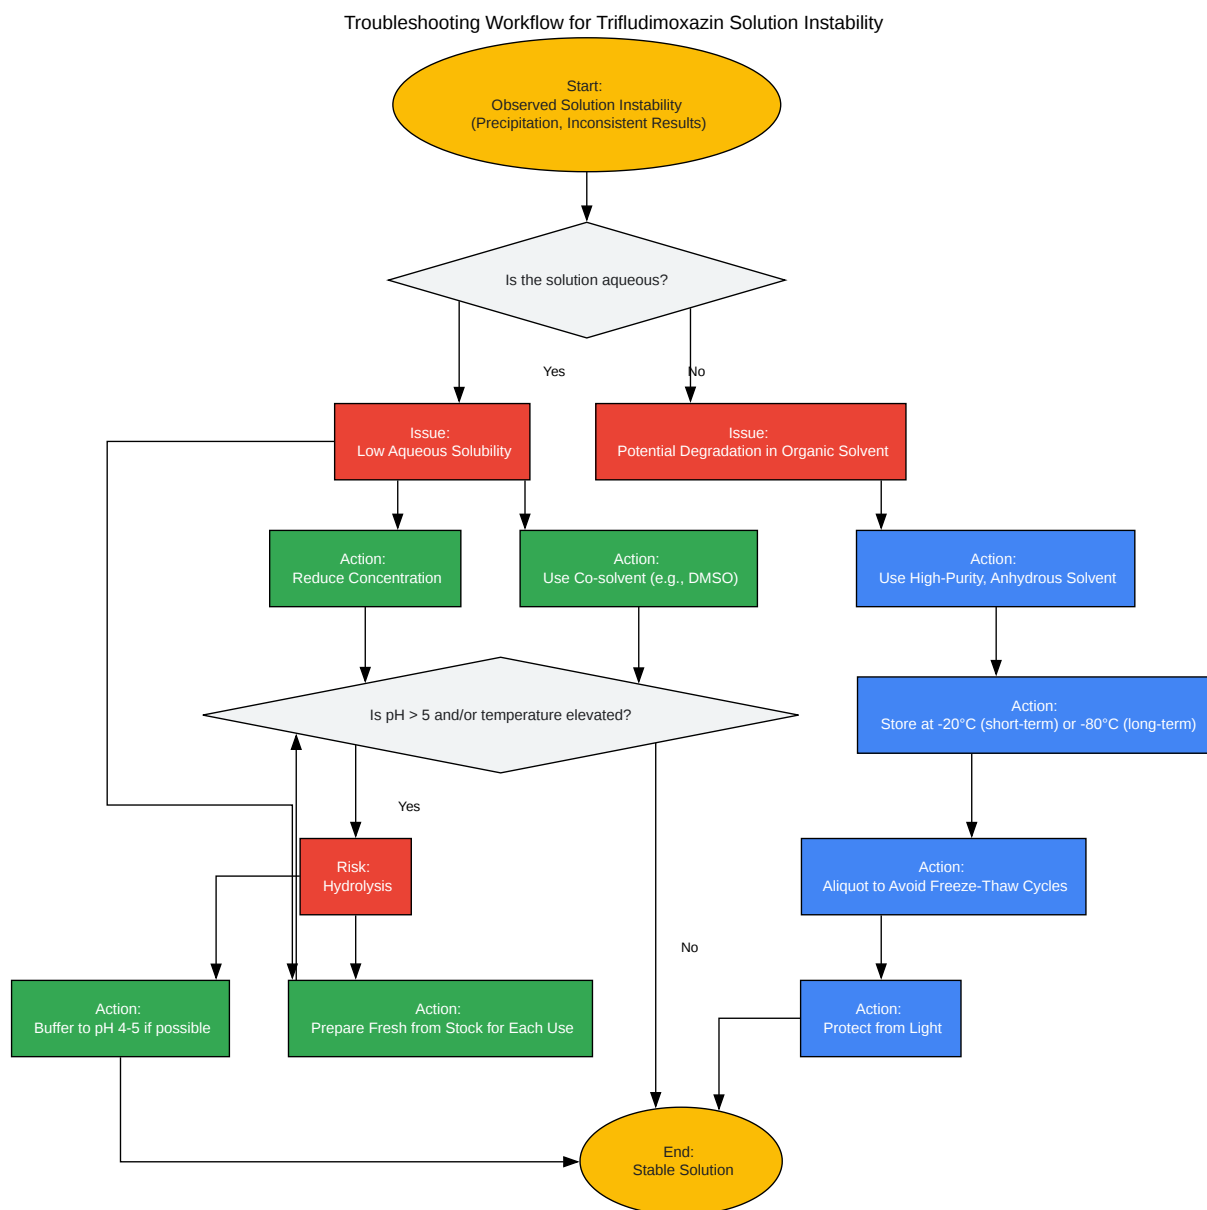 Troubleshooting Workflow for Trifludimoxazin Solution Instability
Start:
Observed Solution Instability
(Precipitation, Inconsistent Results)
Is the solution aqueous?
Yes
No
Issue:
Low Aqueous Solubility
Issue:
Potential Degradation in Organic Solvent
Action:
Reduce Concentration
Action:
Use Co-solvent (e.g., DMSO)
Action:
Use High-Purity, Anhydrous Solvent
Is pH > 5 and/or temperature elevated?
Action:
Store at -20°C (short-term) or -80°C (long-term)
Yes
Risk:
Hydrolysis
Action:
Aliquot to Avoid Freeze-Thaw Cycles
No
Action:
Buffer to pH 4-5 if possible
Action:
Prepare Fresh from Stock for Each Use
Action:
Protect from Light
End:
Stable Solution